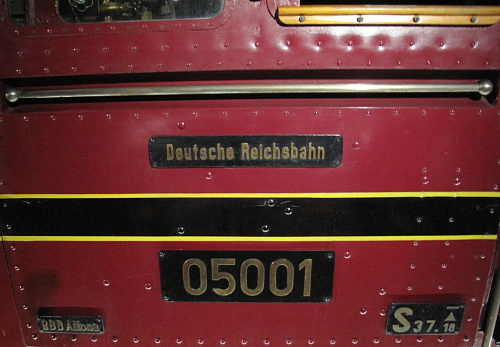 Deutsche Reichsbahn
05001
RBD Altona
S 37.18